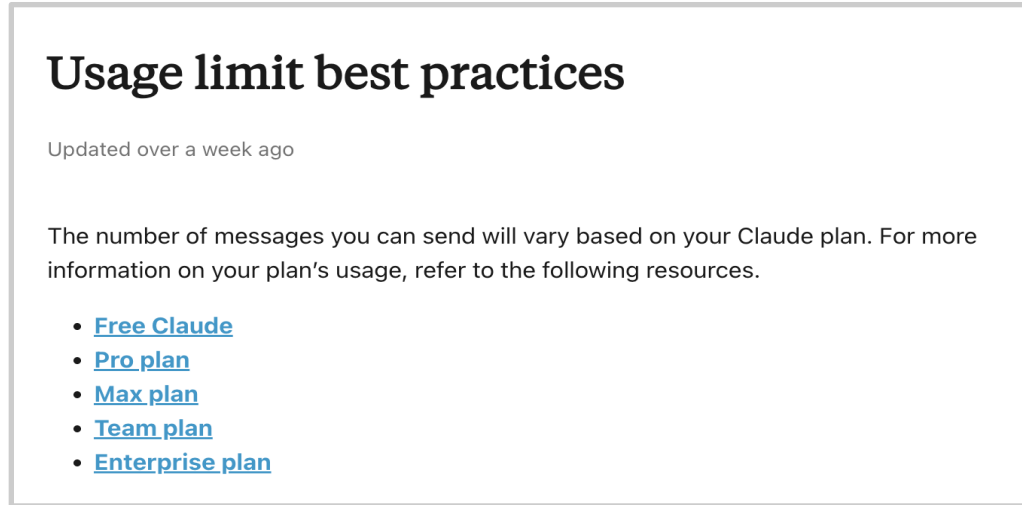 Usage limit best practices
Updated over a week ago
The number of messages you can send will vary based on your Claude plan. For more
information on your plan’s usage, refer to the following resources.
• Free Claude
• Pro plan
• Max plan
• Team plan
• Enterprise plan